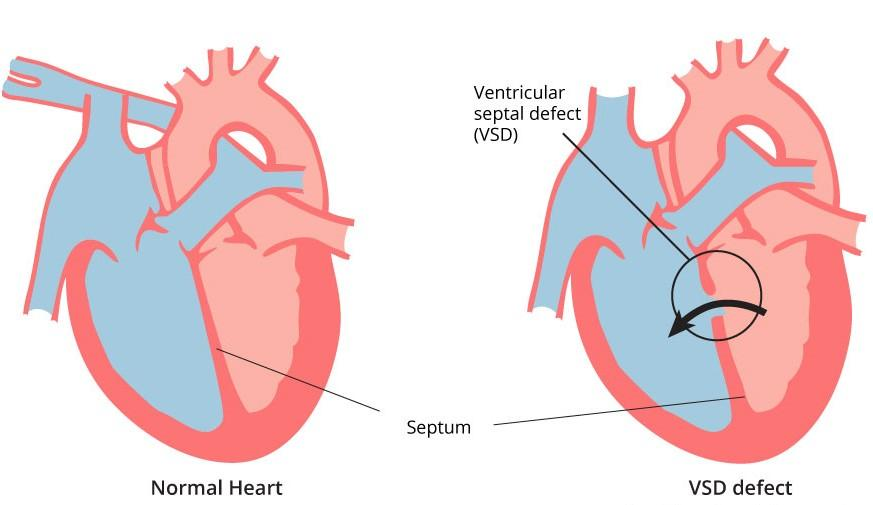 Ventricular
septal defect
(VSD)
Septum
Normal Heart
VSD defect